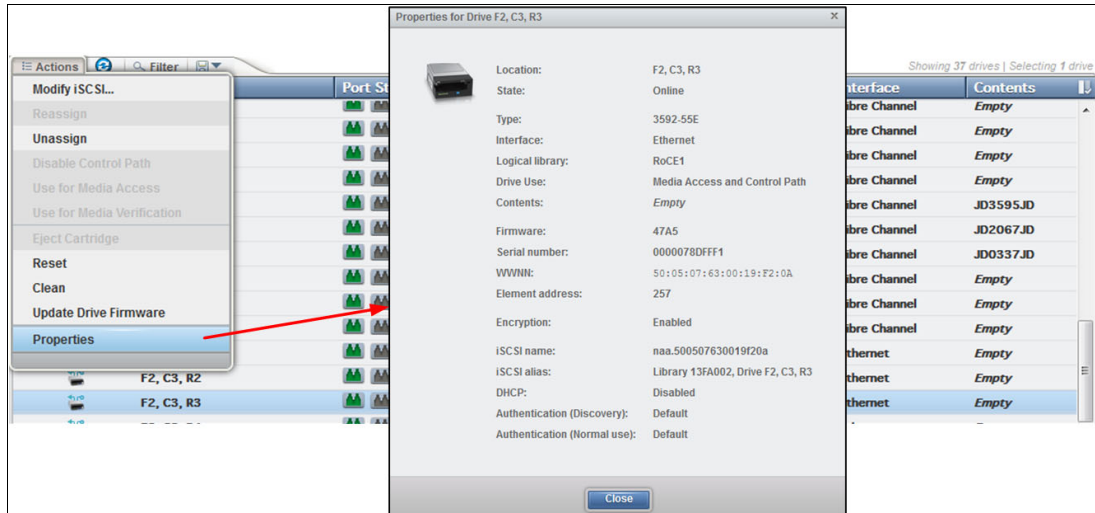 Properties for Drive F2, C3, R3 x
Actions Filter
Showing 37 drives | Selecting 1 drive
Modify iSCSI...
Reassign
Unassign
Disable Control Path
Use for Media Access
Use for Media Verification
Eject Cartridge
Reset
Clean
Update Drive Firmware
Properties
Port St
Location: F2, C3, R3
State: Online
Type: 3592-55E
Interface: Ethernet
Logical library: RoCE1
Drive Use: Media Access and Control Path
Contents: Empty
Firmware: 47A5
Serial number: 0000078DFFF1
WWNN: 50:05:07:63:00:19:F2:0A
Element address: 257
Encryption: Enabled
iSCSI name: naa.500507630019f20a
iSCSI alias: Library 13FA002, Drive F2, C3, R3
DHCP: Disabled
Authentication (Discovery): Default
Authentication (Normal use): Default
Close
nterface Contents
ibre Channel Empty
ibre Channel Empty
ibre Channel Empty
ibre Channel Empty
ibre Channel JD3595JD
ibre Channel JD2067JD
ibre Channel JD0337JD
ibre Channel Empty
ibre Channel Empty
ibre Channel Empty
thernet Empty
F2, C3, R2 thernet Empty
F2, C3, R3 thernet Empty